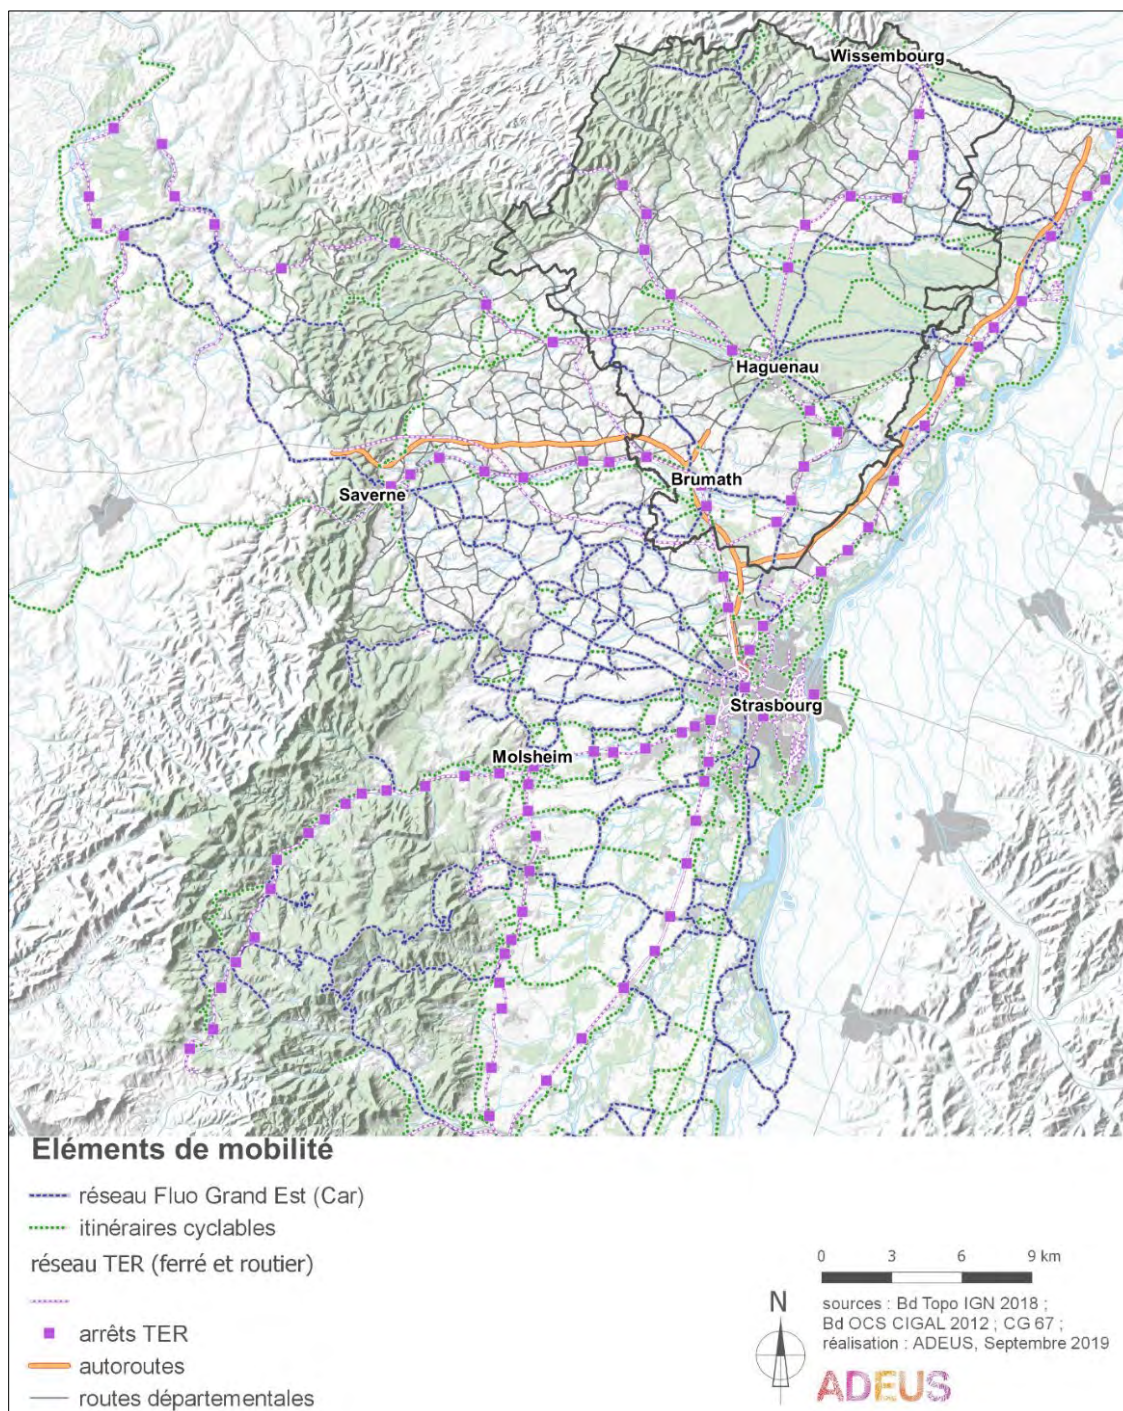 Wissembourg
Haguenau
Brumath
Saverne
Strasbourg
Molsheim
Eléments de mobilité
réseau Fluo Grand Est (Car)
itinéraires cyclables
réseau TER (ferré et routier)
arrêts TER
autoroutes
routes départementales
0 3 6 9 km
N
sources : Bd Topo IGN 2018 ;
Bd OCS CIGAL 2012 ; CG 67 ;
réalisation : ADEUS, Septembre 2019
ADEUS